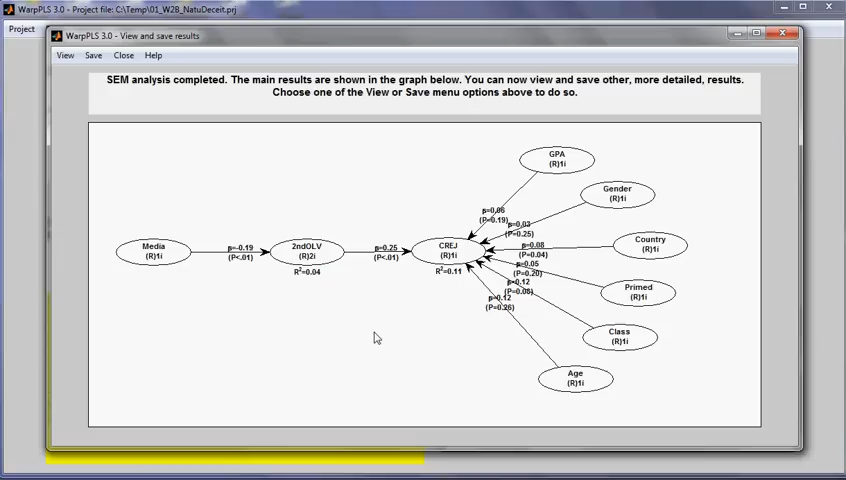 WarpPLS 3.0 - Project file: C:\Temp\01_W2B_NatuDeceit.prj
Project
WarpPLS 3.0 - View and save results
View Save Close Help
SEM analysis completed. The main results are shown in the graph below. You can now view and save other, more detailed, results.
Choose one of the View or Save menu options above to do so.
GPA
(R)1i
Gender
(R)1i
Country
(R)1i
Primed
(R)1i
Class
(R)1i
Age
(R)1i
Media
(R)1i
β=-0.19
(P<.01)
2ndOLV
(R)2i
R²=0.04
β=0.25
(P<.01)
CREJ
(R)1i
R²=0.11
β=0.06
(P=0.19)
β=0.03
(P=0.25)
β=0.08
(P=0.04)
β=0.05
(P=0.20)
β=0.12
β=0.12
(P=0.26)